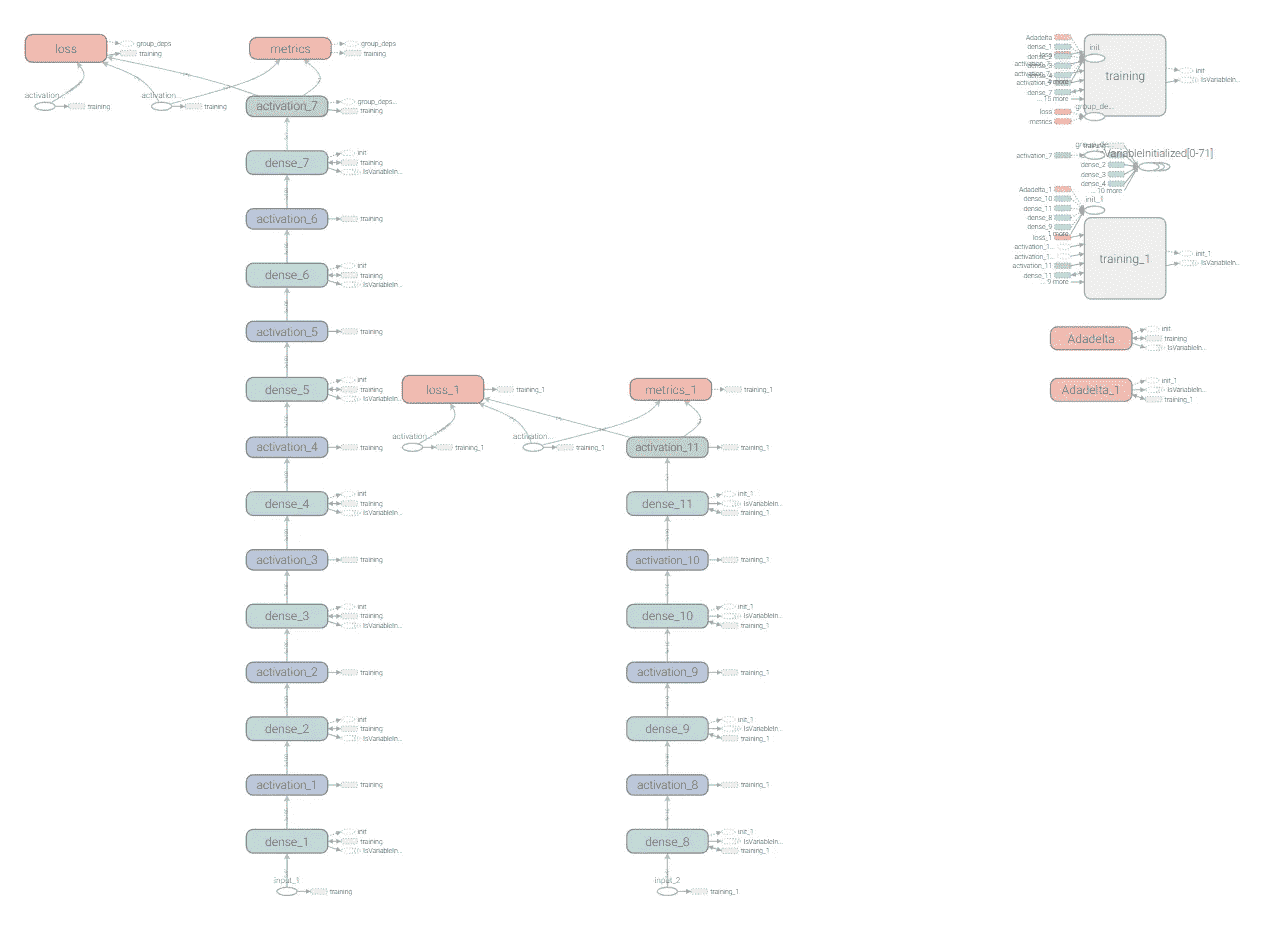 loss
group_deps
training
activation...
training
activation...
training
metrics
group_deps
training
activation_7
group_deps...
training
dense_7
init
training
IsVariableIn...
activation_6
training
dense_6
init
training
IsVariableIn...
activation_5
training
dense_5
init
training
IsVariableIn...
activation_4
training
dense_4
init
training
IsVariableIn...
activation_3
training
dense_3
init
training
IsVariableIn...
activation_2
training
dense_2
init
training
IsVariableIn...
activation_1
training
dense_1
init
training
IsVariableIn...
input_1
training
loss_1
training_1
activation...
training_1
activation...
training_1
metrics_1
training_1
activation_11
training_1
dense_11
init_1
IsVariableIn...
training_1
activation_10
training_1
dense_10
init_1
IsVariableIn...
training_1
activation_9
training_1
dense_9
init_1
IsVariableIn...
training_1
activation_8
training_1
dense_8
init_1
IsVariableIn...
training_1
input_2
training_1
Adadelta
dense_1
dense_7
... 15 more
loss
metrics
init
group_de...
training
init
IsVariableIn...
activation_7
VariableInitialized[0-71]
dense_2
dense_3
dense_4
... 10 more
Adadelta_1
dense_10
dense_11
dense_8
dense_9
loss_1
activation_1...
activation_1...
activation_11
dense_11
... 9 more
init_1
training_1
init_1
IsVariableIn...
Adadelta
init
training
IsVariableIn...
Adadelta_1
init_1
IsVariableIn...
training_1